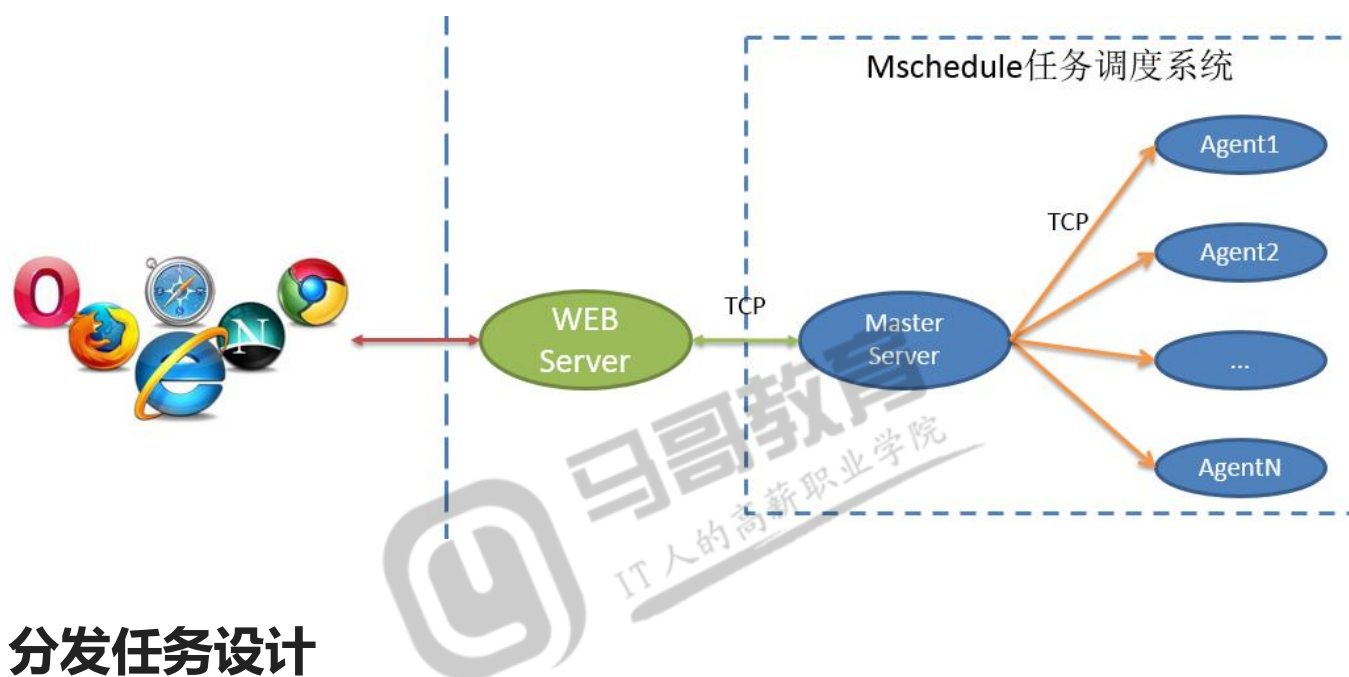 Mschedule任务调度系统
Agent1
TCP
Agent2
WEB
Server
TCP
Master
Server
...
AgentN
马哥教育
IT人的高薪职业学院
分发任务设计